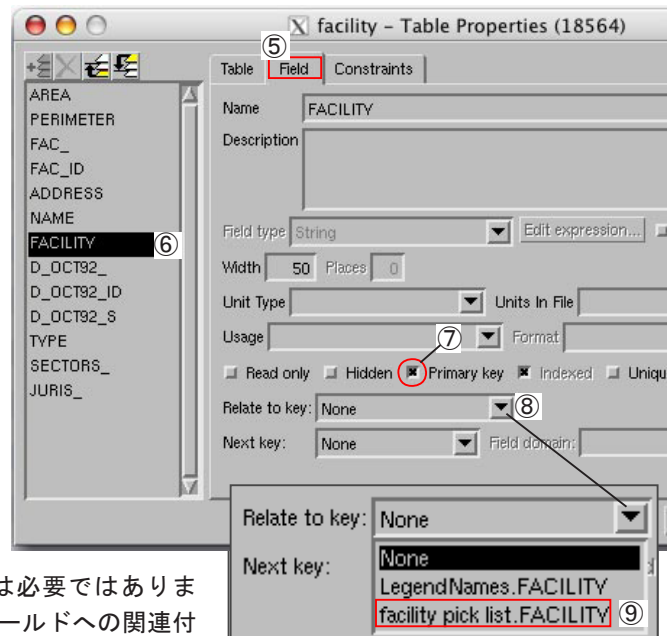 facility – Table Properties (18564)
⑤
Table Field Constraints
AREA
PERIMETER
FAC_
FAC_ID
ADDRESS
NAME
FACILITY ⑥
D_OCT92_
D_OCT92_ID
D_OCT92_S
TYPE
SECTORS_
JURIS_
Name FACILITY
Description
Field type String Edit expression...
Width 50 Places 0
Unit Type Units In File
Usage ⑦ Format
Read only Hidden Primary key Indexed Uniqu
Relate to key: None ⑧
Next key: None Field domain:
Relate to key: None
Next key: None
LegendNames.FACILITY
facility pick list.FACILITY ⑨
は必要ではありま
ールドへの関連付